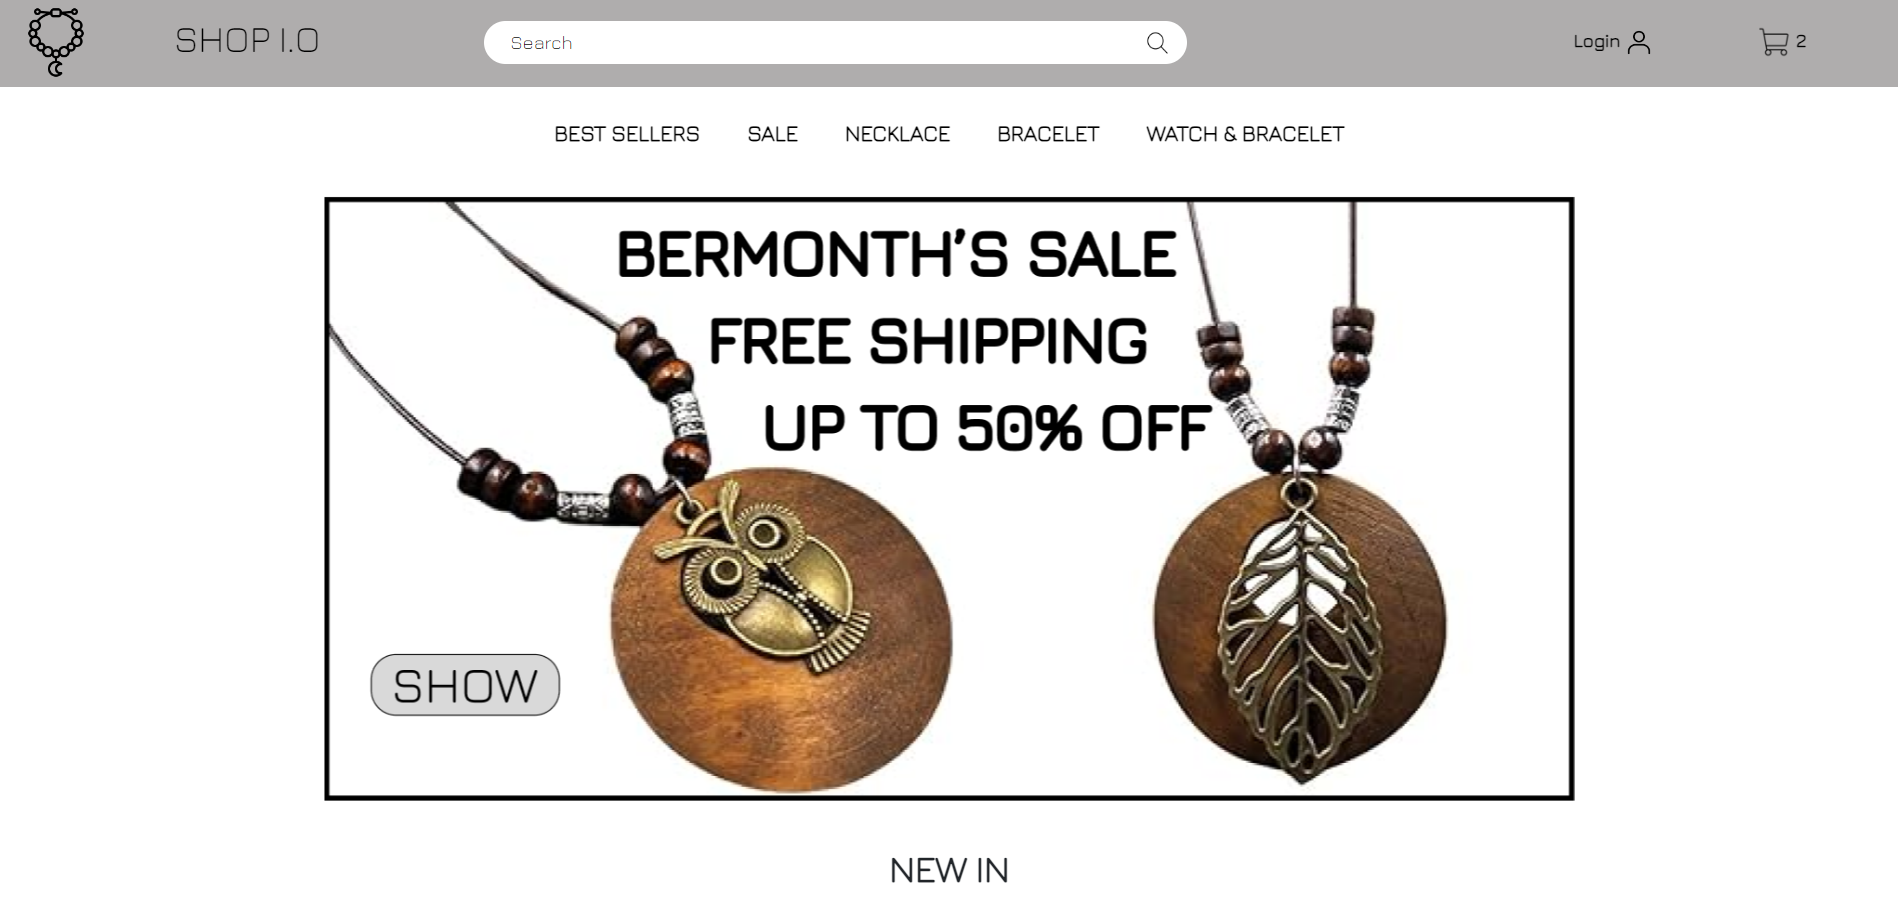 SHOP I.O
Search
Login
2
BEST SELLERS SALE NECKLACE BRACELET WATCH & BRACELET
BERMONTH’S SALE
FREE SHIPPING
UP TO 50% OFF
SHOW
NEW IN